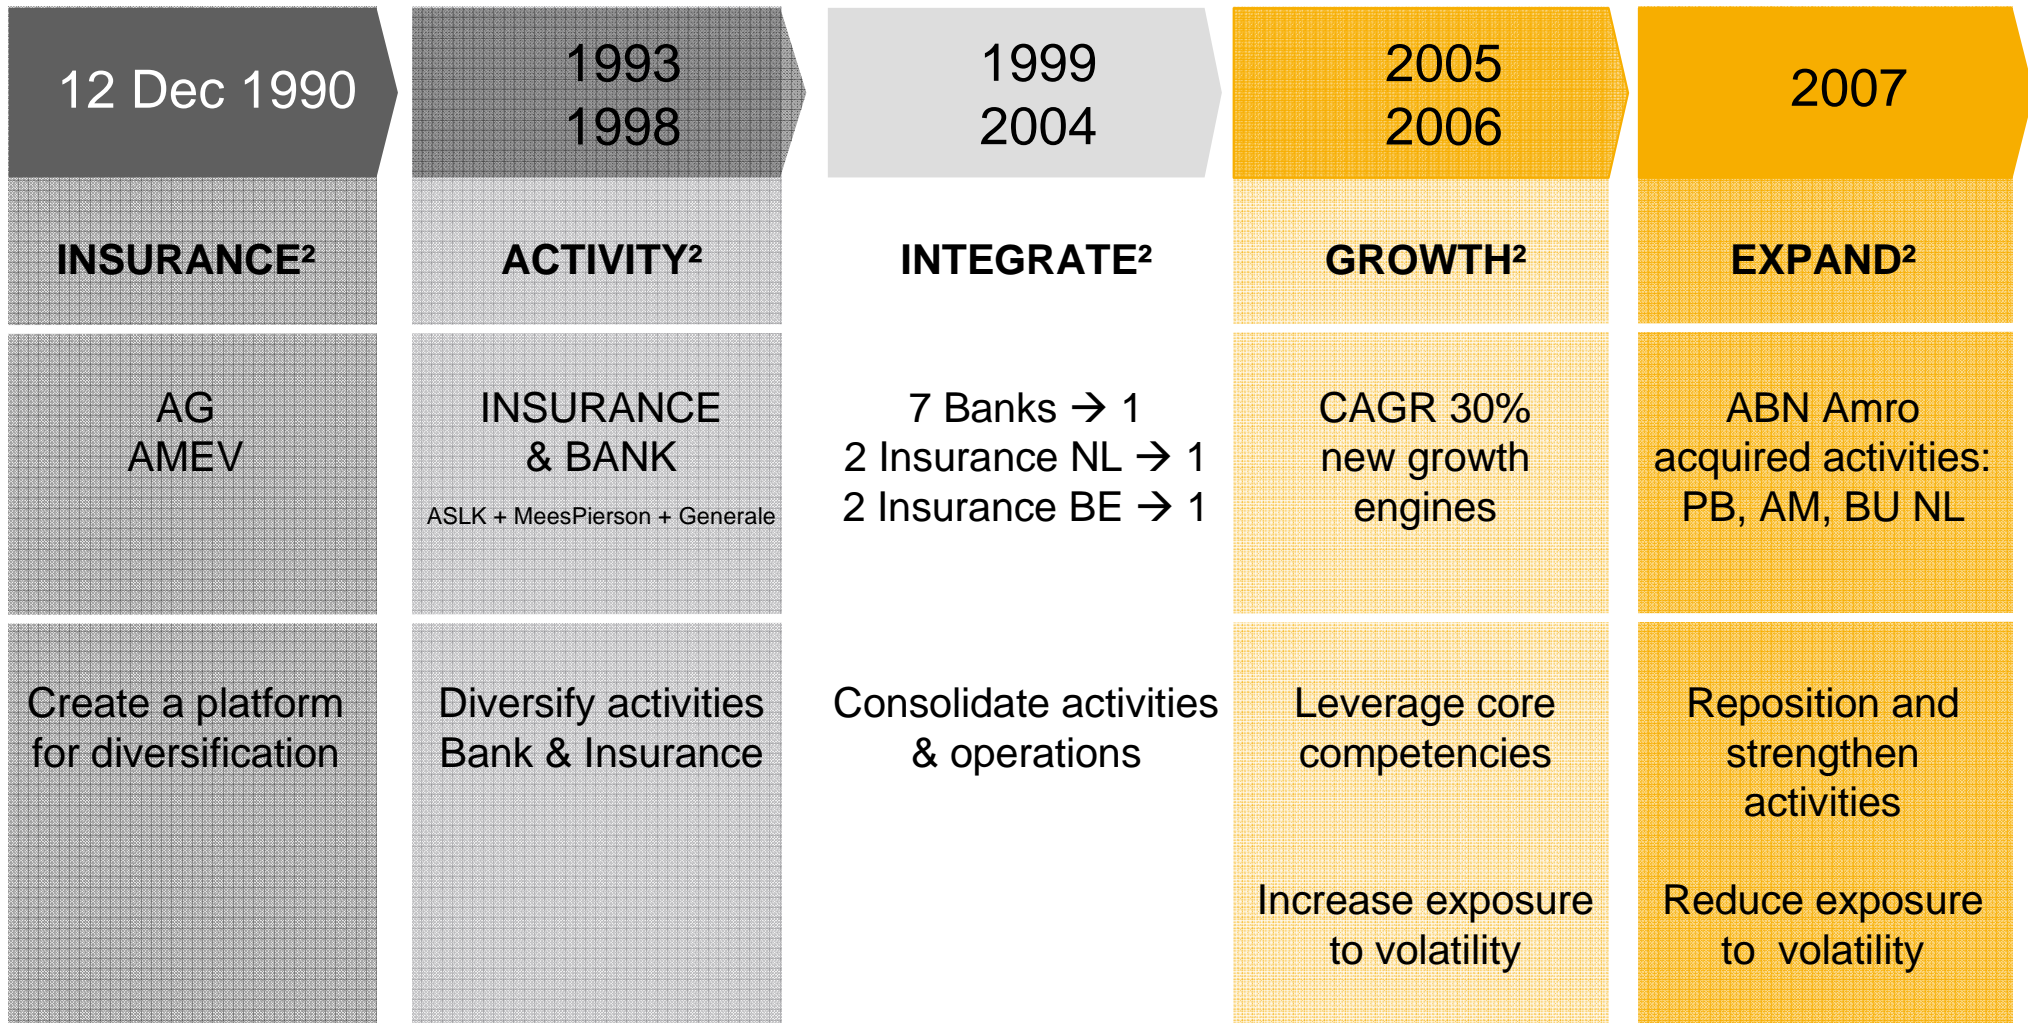 12 Dec 1990
INSURANCE²
AG
AMEV
Create a platform
for diversification
1993
1998
ACTIVITY²
INSURANCE
& BANK
ASLK + MeesPierson + Generale
Diversify activities
Bank & Insurance
1999
2004
INTEGRATE²
7 Banks → 1
2 Insurance NL → 1
2 Insurance BE → 1
Consolidate activities
& operations
2005
2006
GROWTH²
CAGR 30%
new growth
engines
Leverage core
competencies
Increase exposure
to volatility
2007
EXPAND²
ABN Amro
acquired activities:
PB, AM, BU NL
Reposition and
strengthen
activities
Reduce exposure
to volatility